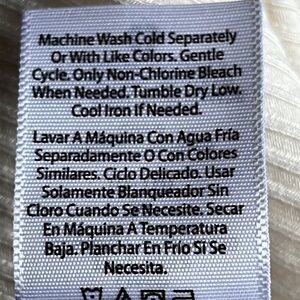 Machine Wash Cold Separately
Or With Like Colors. Gentle
Cycle. Only Non-Chlorine Bleach
When Needed. Tumble Dry Low.
Cool Iron If Needed.
Lavar A Máquina Con Agua Fría
Separadamente O Con Colores
Similares. Ciclo Delicado. Usar
Solamente Blanqueador Sin
Cloro Cuando Se Necesite. Secar
En Máquina A Temperatura
Baja. Planchar En Frío Si Se
Necesita.